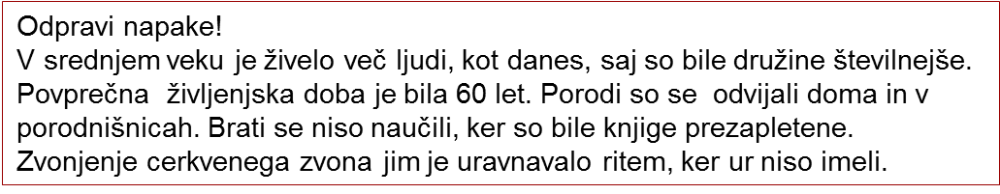 Odpravi napake!
V srednjem veku je živelo več ljudi, kot danes, saj so bile družine številnejše.
Povprečna  življenjska doba je bila 60 let. Porodi so se  odvijali doma in v
porodnišnicah. Brati se niso naučili, ker so bile knjige prezapletene.
Zvonjenje cerkvenega zvona jim je uravnavalo ritem, ker ur niso imeli.